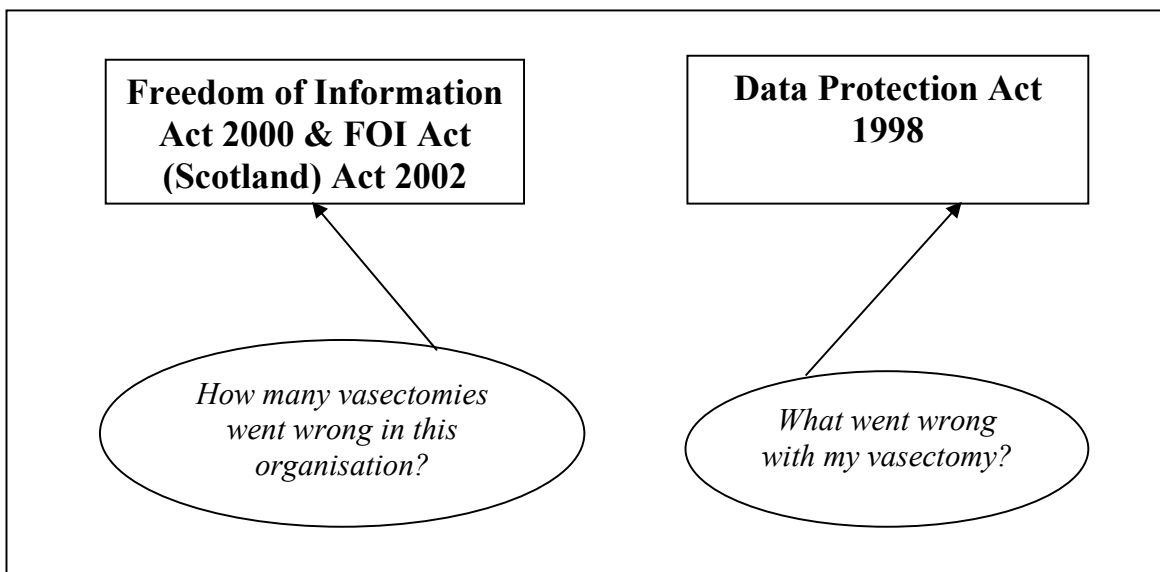 Freedom of Information
Act 2000 & FOI Act
(Scotland) Act 2002
Data Protection Act
1998
How many vasectomies
went wrong in this
organisation?
What went wrong
with my vasectomy?